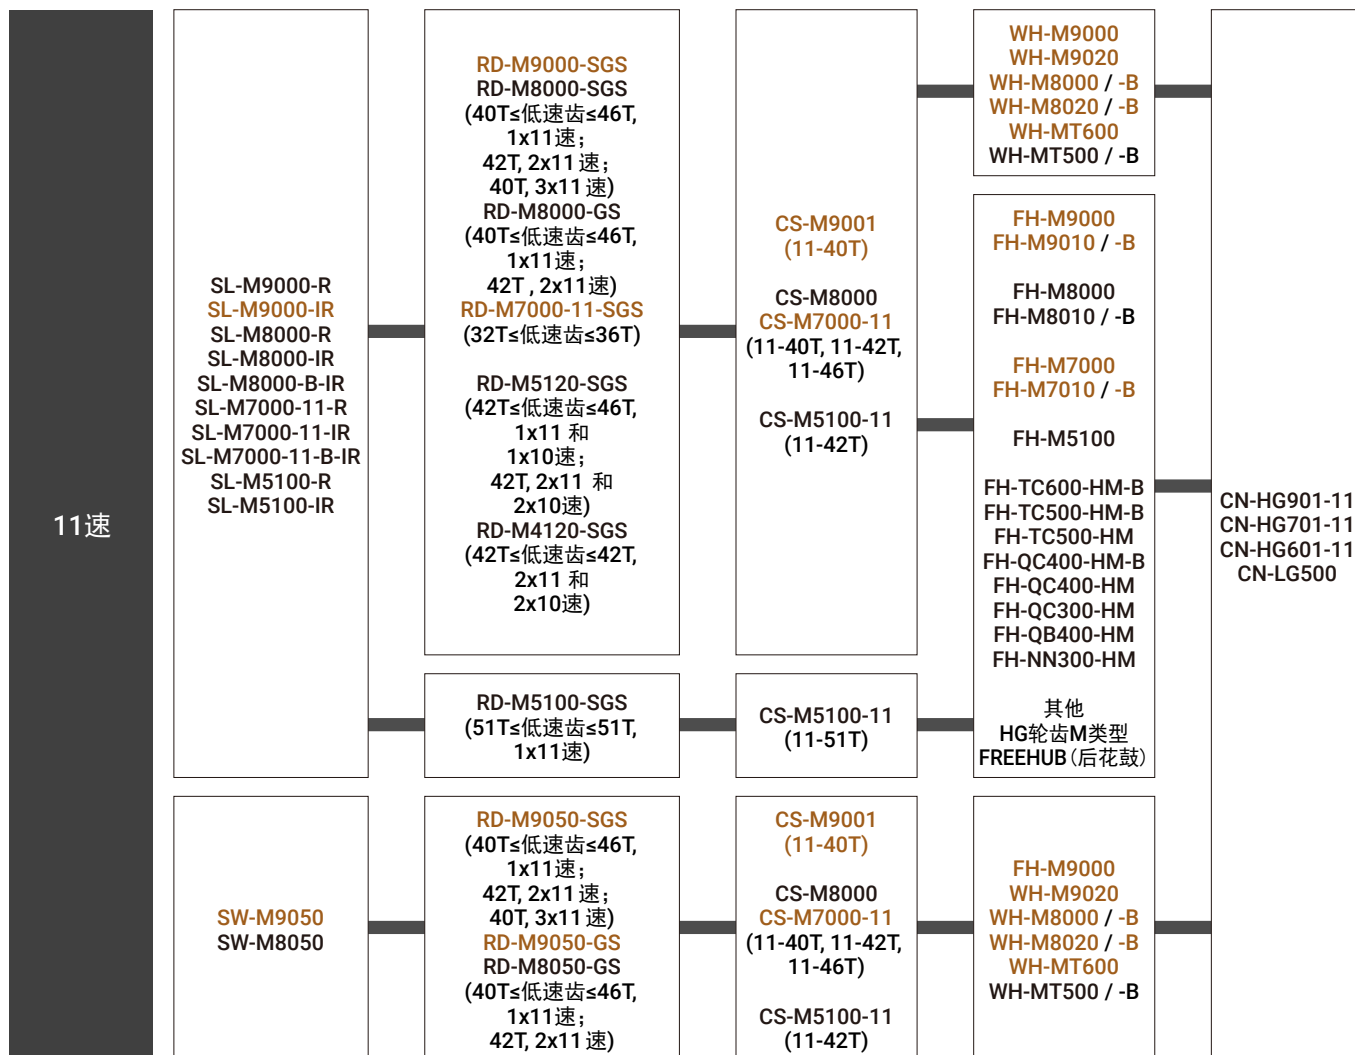 11速
SL-M9000-R
SL-M9000-IR
SL-M8000-R
SL-M8000-IR
SL-M8000-B-IR
SL-M7000-11-R
SL-M7000-11-IR
SL-M7000-11-B-IR
SL-M5100-R
SL-M5100-IR
RD-M9000-SGS
RD-M8000-SGS
(40T≤低速齿≤46T,
1x11速；
42T, 2x11 速；
40T, 3x11 速)
RD-M8000-GS
(40T≤低速齿≤46T,
1x11速；
42T , 2x11速)
RD-M7000-11-SGS
(32T≤低速齿≤36T)
RD-M5120-SGS
(42T≤低速齿≤46T,
1x11 和
1x10速；
42T, 2x11 和
2x10速)
RD-M4120-SGS
(42T≤低速齿≤42T,
2x11 和
2x10速)
CS-M9001
(11-40T)
CS-M8000
CS-M7000-11
(11-40T, 11-42T,
11-46T)
CS-M5100-11
(11-42T)
WH-M9000
WH-M9020
WH-M8000 / -B
WH-M8020 / -B
WH-MT600
WH-MT500 / -B
FH-M9000
FH-M9010 / -B
FH-M8000
FH-M8010 / -B
FH-M7000
FH-M7010 / -B
FH-M5100
FH-TC600-HM-B
FH-TC500-HM-B
FH-TC500-HM
FH-QC400-HM-B
FH-QC400-HM
FH-QC300-HM
FH-QB400-HM
FH-NN300-HM
其他
HG轮齿M类型
FREEHUB（后花鼓）
CN-HG901-11
CN-HG701-11
CN-HG601-11
CN-LG500
RD-M5100-SGS
(51T≤低速齿≤51T,
1x11速)
CS-M5100-11
(11-51T)
SW-M9050
SW-M8050
RD-M9050-SGS
(40T≤低速齿≤46T,
1x11速；
42T, 2x11 速；
40T, 3x11 速)
RD-M9050-GS
RD-M8050-GS
(40T≤低速齿≤46T,
1x11速；
42T, 2x11 速)
CS-M9001
(11-40T)
CS-M8000
CS-M7000-11
(11-40T, 11-42T,
11-46T)
CS-M5100-11
(11-42T)
FH-M9000
WH-M9020
WH-M8000 / -B
WH-M8020 / -B
WH-MT600
WH-MT500 / -B